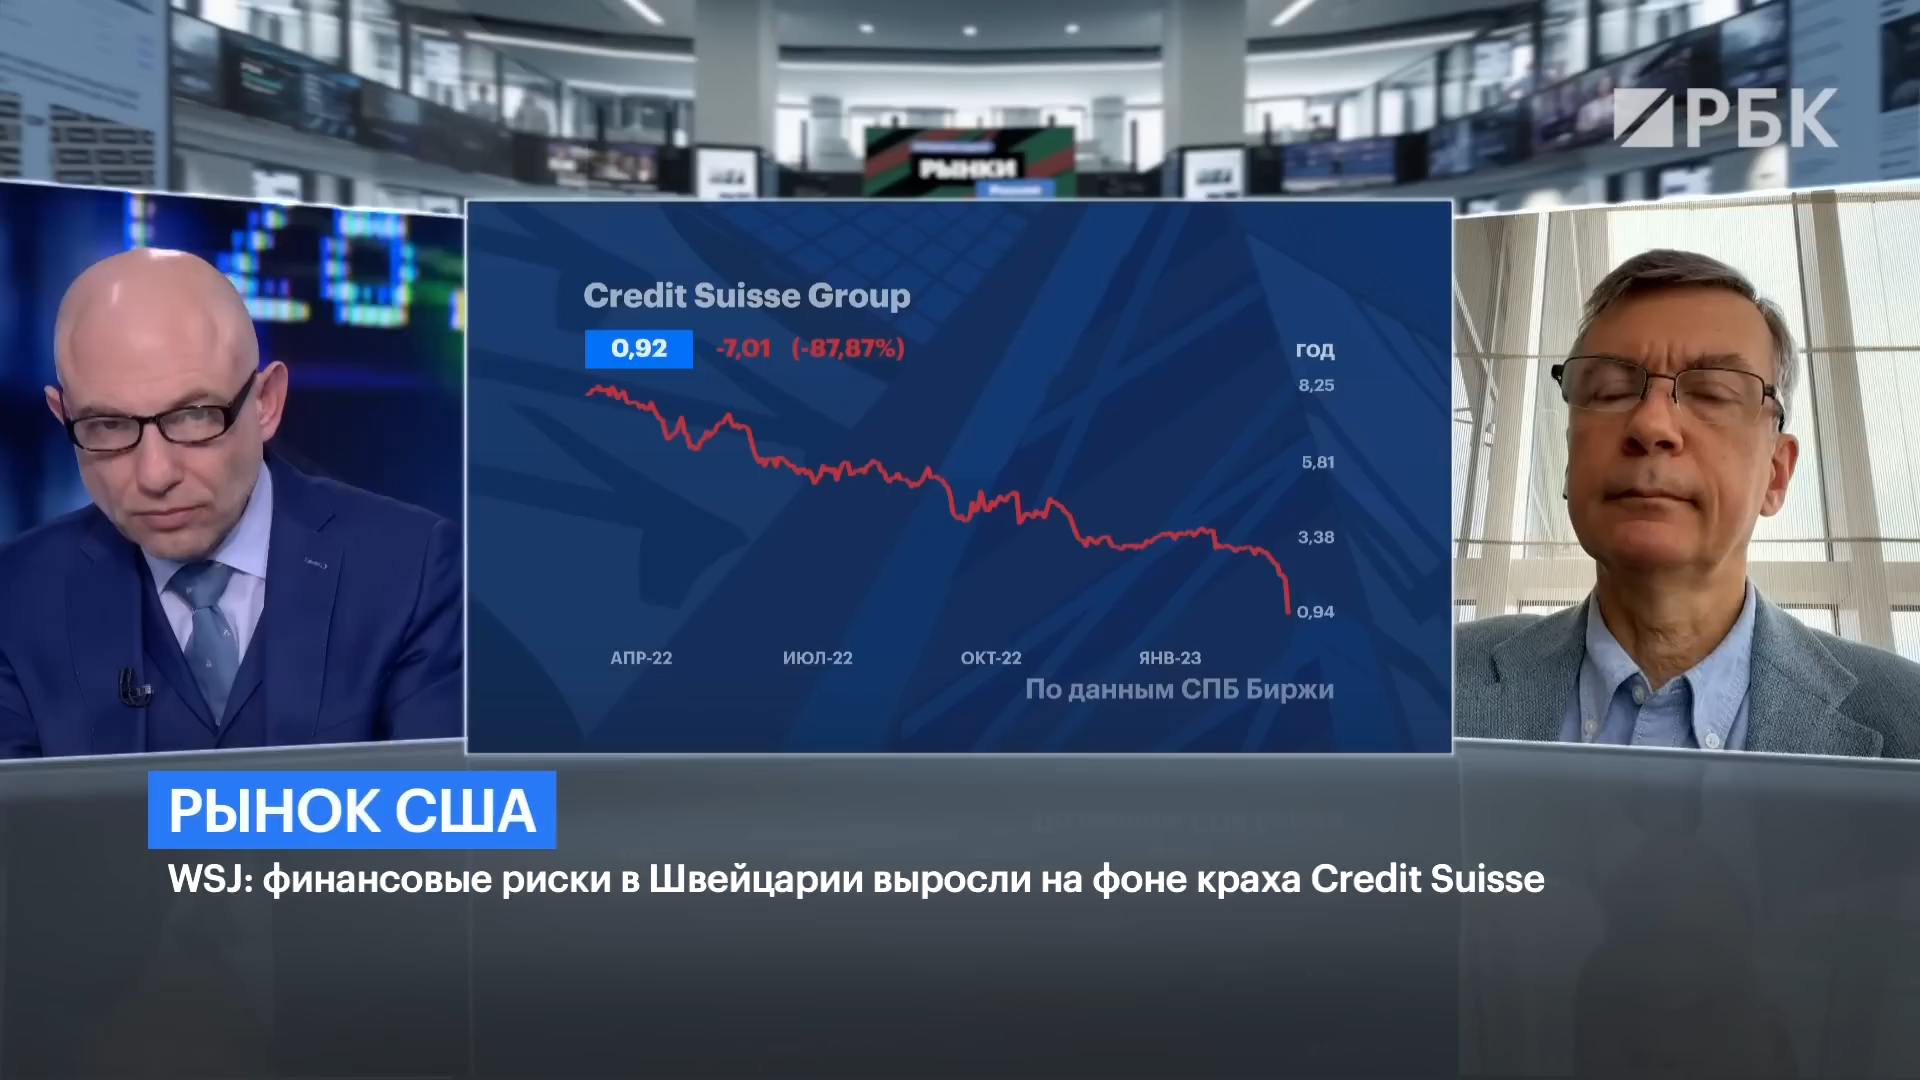 РБК
РЫНКИ
Credit Suisse Group
0,92 -7,01 (-87,87%)
ГОД
8,25
5,81
3,38
0,94
АПР-22 ИЮЛ-22 ОКТ-22 ЯНВ-23
По данным СПБ Биржи
РЫНОК США
WSJ: финансовые риски в Швейцарии выросли на фоне краха Credit Suisse